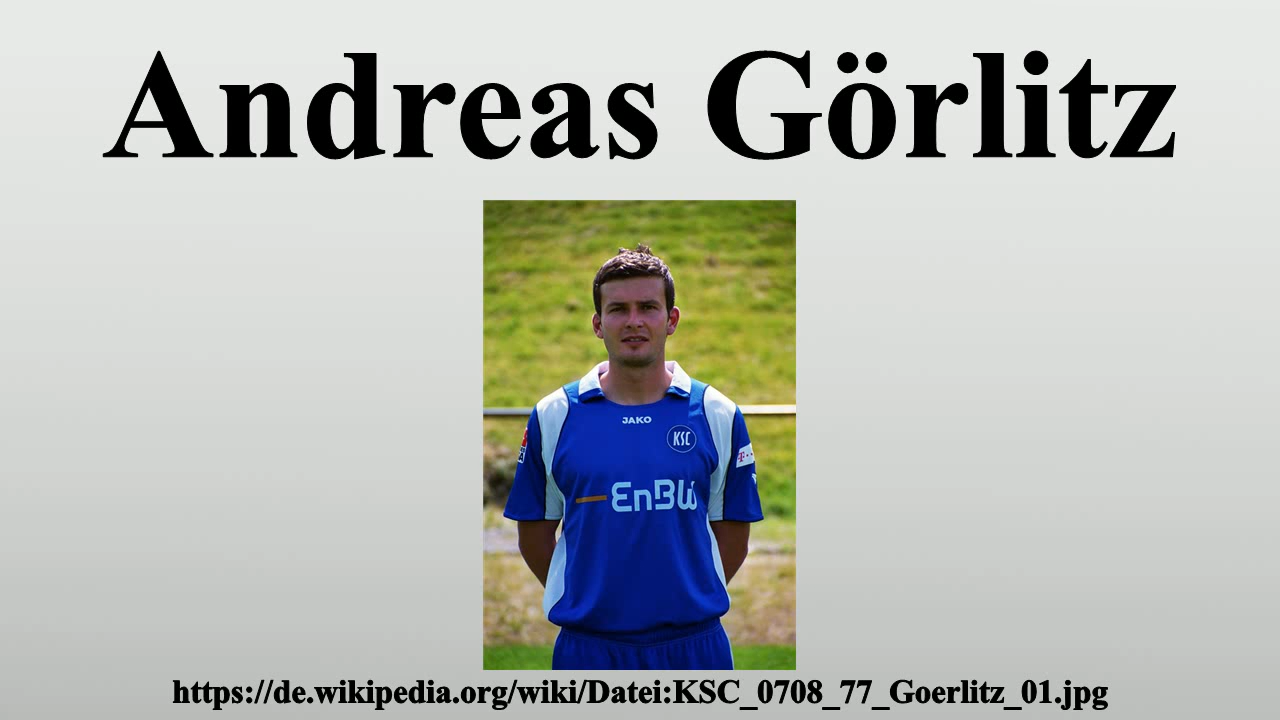 Andreas Görlitz
JAKO
KSC
EnBW
https://de.wikipedia.org/wiki/Datei:KSC_0708_77_Goerlitz_01.jpg